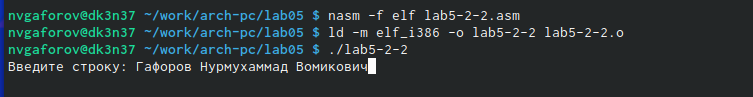 nvgaforov@dk3n37 ~/work/arch-pc/lab05 $ nasm -f elf lab5-2-2.asm
nvgaforov@dk3n37 ~/work/arch-pc/lab05 $ ld -m elf_i386 -o lab5-2-2 lab5-2-2.o
nvgaforov@dk3n37 ~/work/arch-pc/lab05 $ ./lab5-2-2
Введите строку: Гафоров Нурмухаммад Вомикович